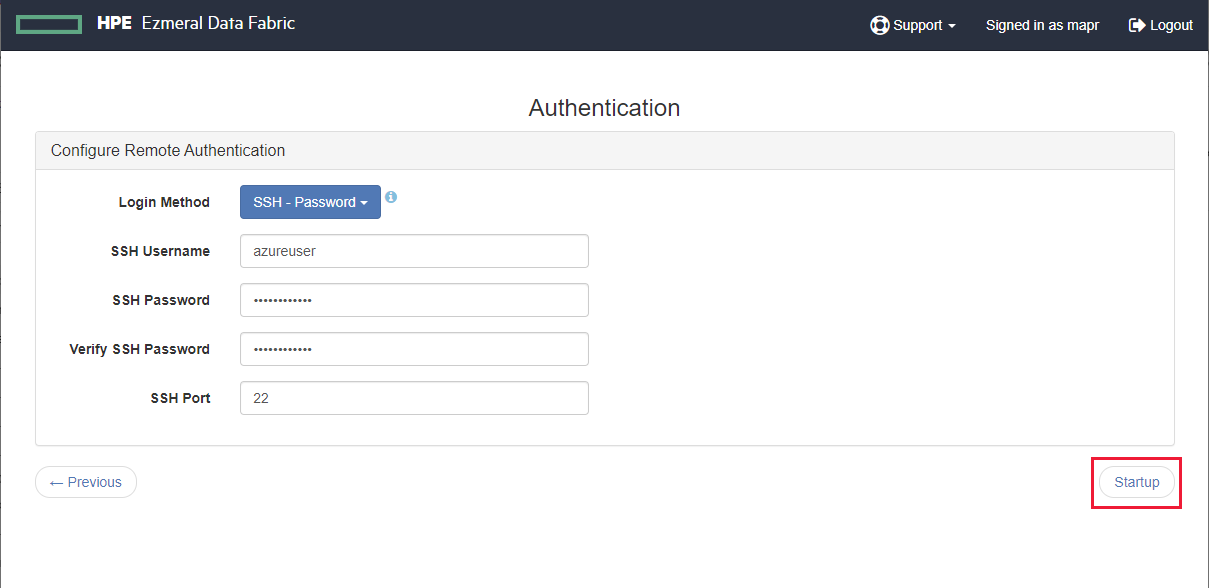 HPE Ezmeral Data Fabric
Support
Signed in as mapr
Logout
Authentication
Configure Remote Authentication
Login Method
SSH - Password
SSH Username
azureuser
SSH Password
••••••••••••
Verify SSH Password
••••••••••••
SSH Port
22
← Previous
Startup